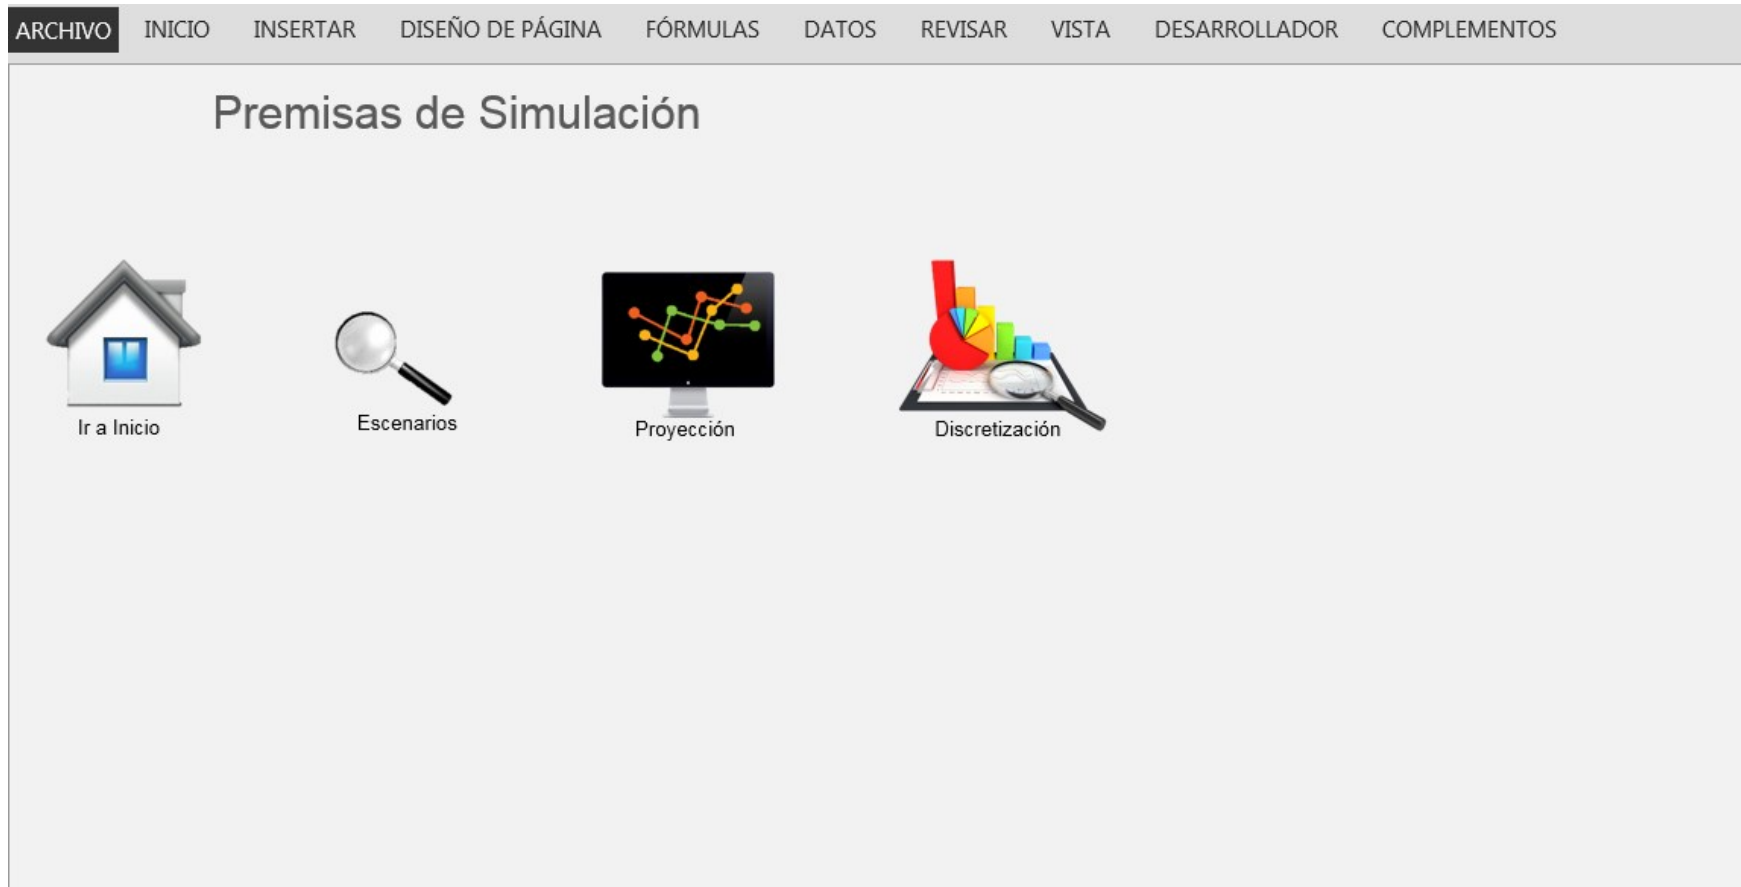 ARCHIVO INICIO INSERTAR DISEÑO DE PÁGINA FÓRMULAS DATOS REVISAR VISTA DESARROLLADOR COMPLEMENTOS
Premisas de Simulación
Ir a Inicio Escenarios Proyección Discretización